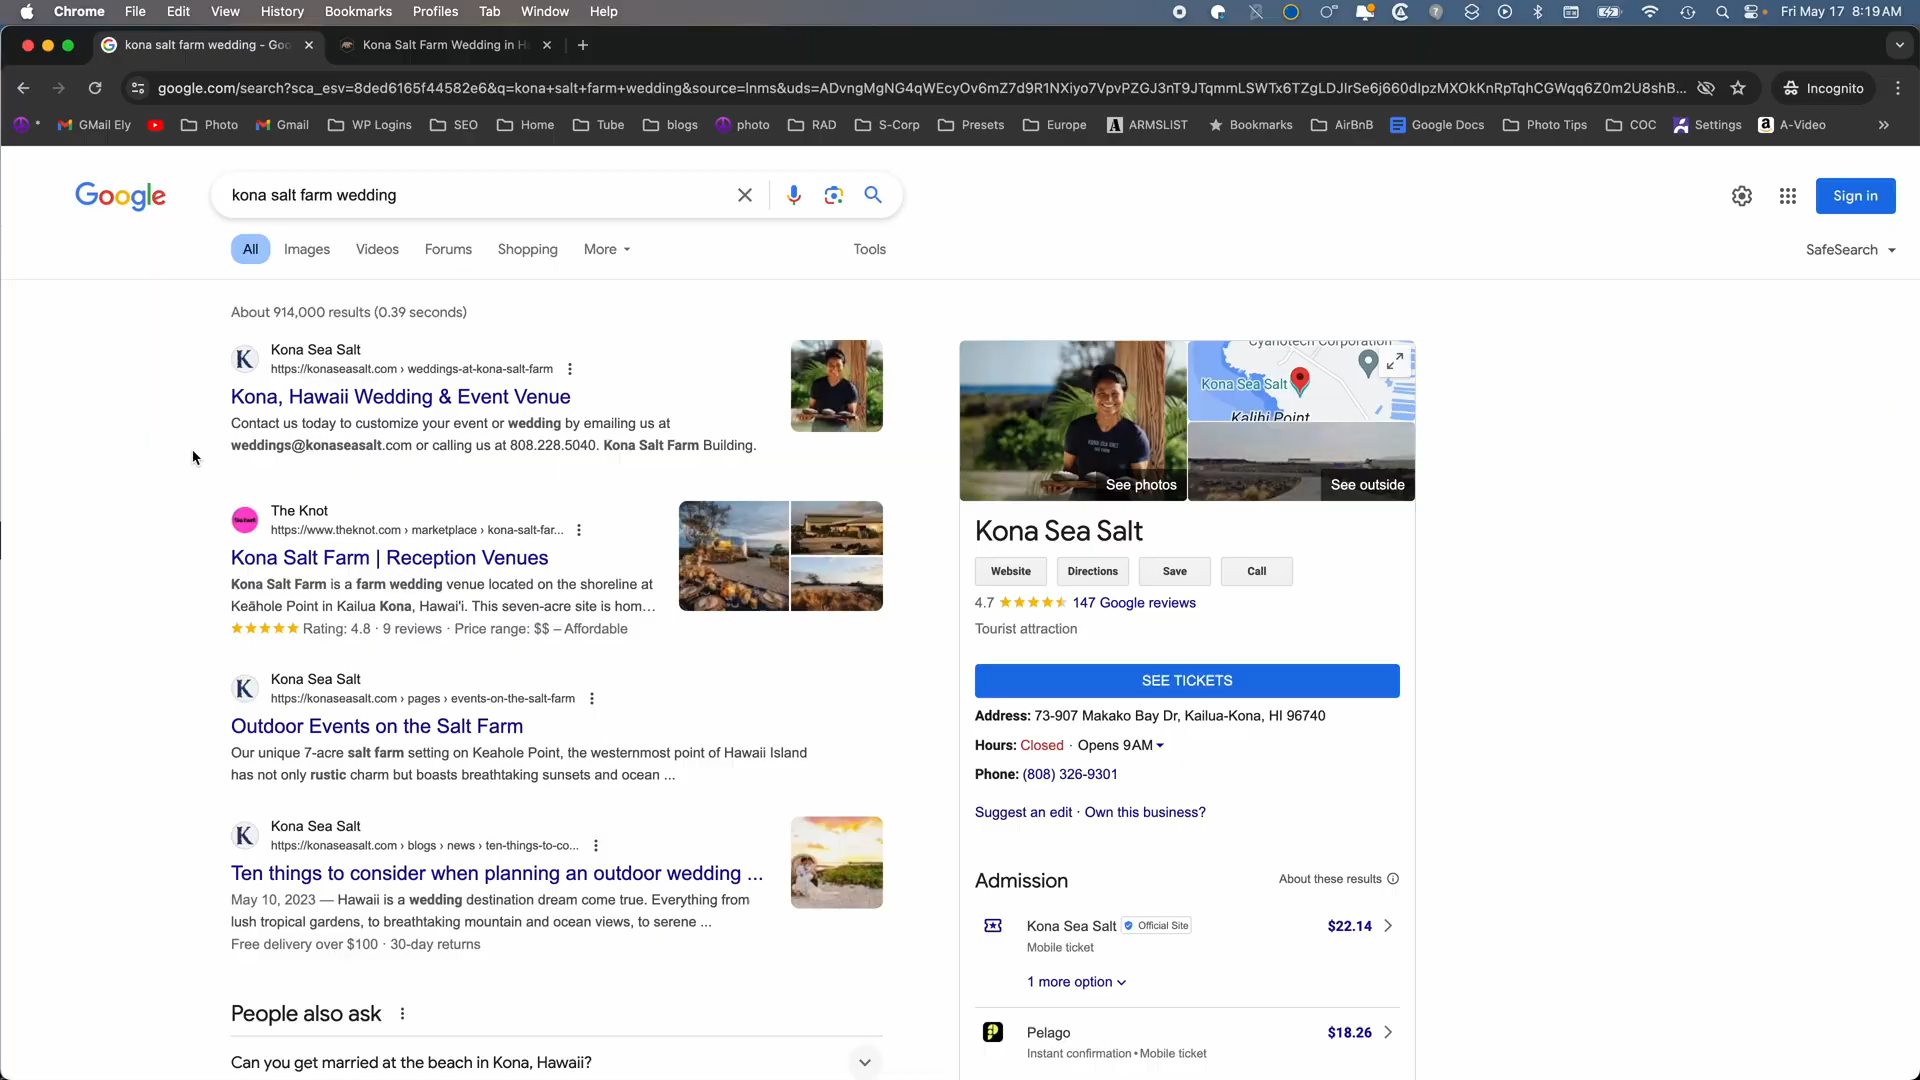 Chrome File Edit View History Bookmarks Profiles Tab Window Help
Fri May 17 8:19 AM
kona salt farm wedding - Goo
Kona Salt Farm Wedding in H
google.com/search?sca_esv=8ded6165f44582e6&q=kona+salt+farm+wedding&source=lnms&uds=
Incognito
GMail Ely Photo Gmail WP Logins SEO Home Tube blogs photo RAD S-Corp Presets Europe ARMSLIST Bookmarks AirBnB Google Docs Photo Tips COC Settings A-Video
Google
kona salt farm wedding
Sign in
All Images Videos Forums Shopping More Tools
SafeSearch
About 914,000 results (0.39 seconds)
Kona Sea Salt
https://konaseasalt.com › weddings-at-kona-salt-farm
Kona, Hawaii Wedding & Event Venue
Contact us today to customize your event or wedding by emailing us at
weddings@konaseasalt.com or calling us at 808.228.5040. Kona Salt Farm Building.
The Knot
https://www.theknot.com › marketplace › kona-salt-far...
Kona Salt Farm | Reception Venues
Kona Salt Farm is a farm wedding venue located on the shoreline at
Keāhole Point in Kailua Kona, Hawai'i. This seven-acre site is hom...
Rating: 4.8 · 9 reviews · Price range: $$ – Affordable
Kona Sea Salt
https://konaseasalt.com › pages › events-on-the-salt-farm
Outdoor Events on the Salt Farm
Our unique 7-acre salt farm setting on Keahole Point, the westernmost point of Hawaii Island
has not only rustic charm but boasts breathtaking sunsets and ocean ...
Kona Sea Salt
https://konaseasalt.com › blogs › news › ten-things-to-co...
Ten things to consider when planning an outdoor wedding ...
May 10, 2023 — Hawaii is a wedding destination dream come true. Everything from
lush tropical gardens, to breathtaking mountain and ocean views, to serene ...
Free delivery over $100 · 30-day returns
People also ask
Can you get married at the beach in Kona, Hawaii?
Cyanotech Corporation
Kona Sea Salt
Kalihi Point
See photos
See outside
Kona Sea Salt
Website Directions Save Call
4.7 147 Google reviews
Tourist attraction
SEE TICKETS
Address: 73-907 Makako Bay Dr, Kailua-Kona, HI 96740
Hours: Closed · Opens 9 AM
Phone: (808) 326-9301
Suggest an edit · Own this business?
Admission
About these results
Kona Sea Salt Official Site $22.14
Mobile ticket
1 more option
Pelago $18.26
Instant confirmation • Mobile ticket